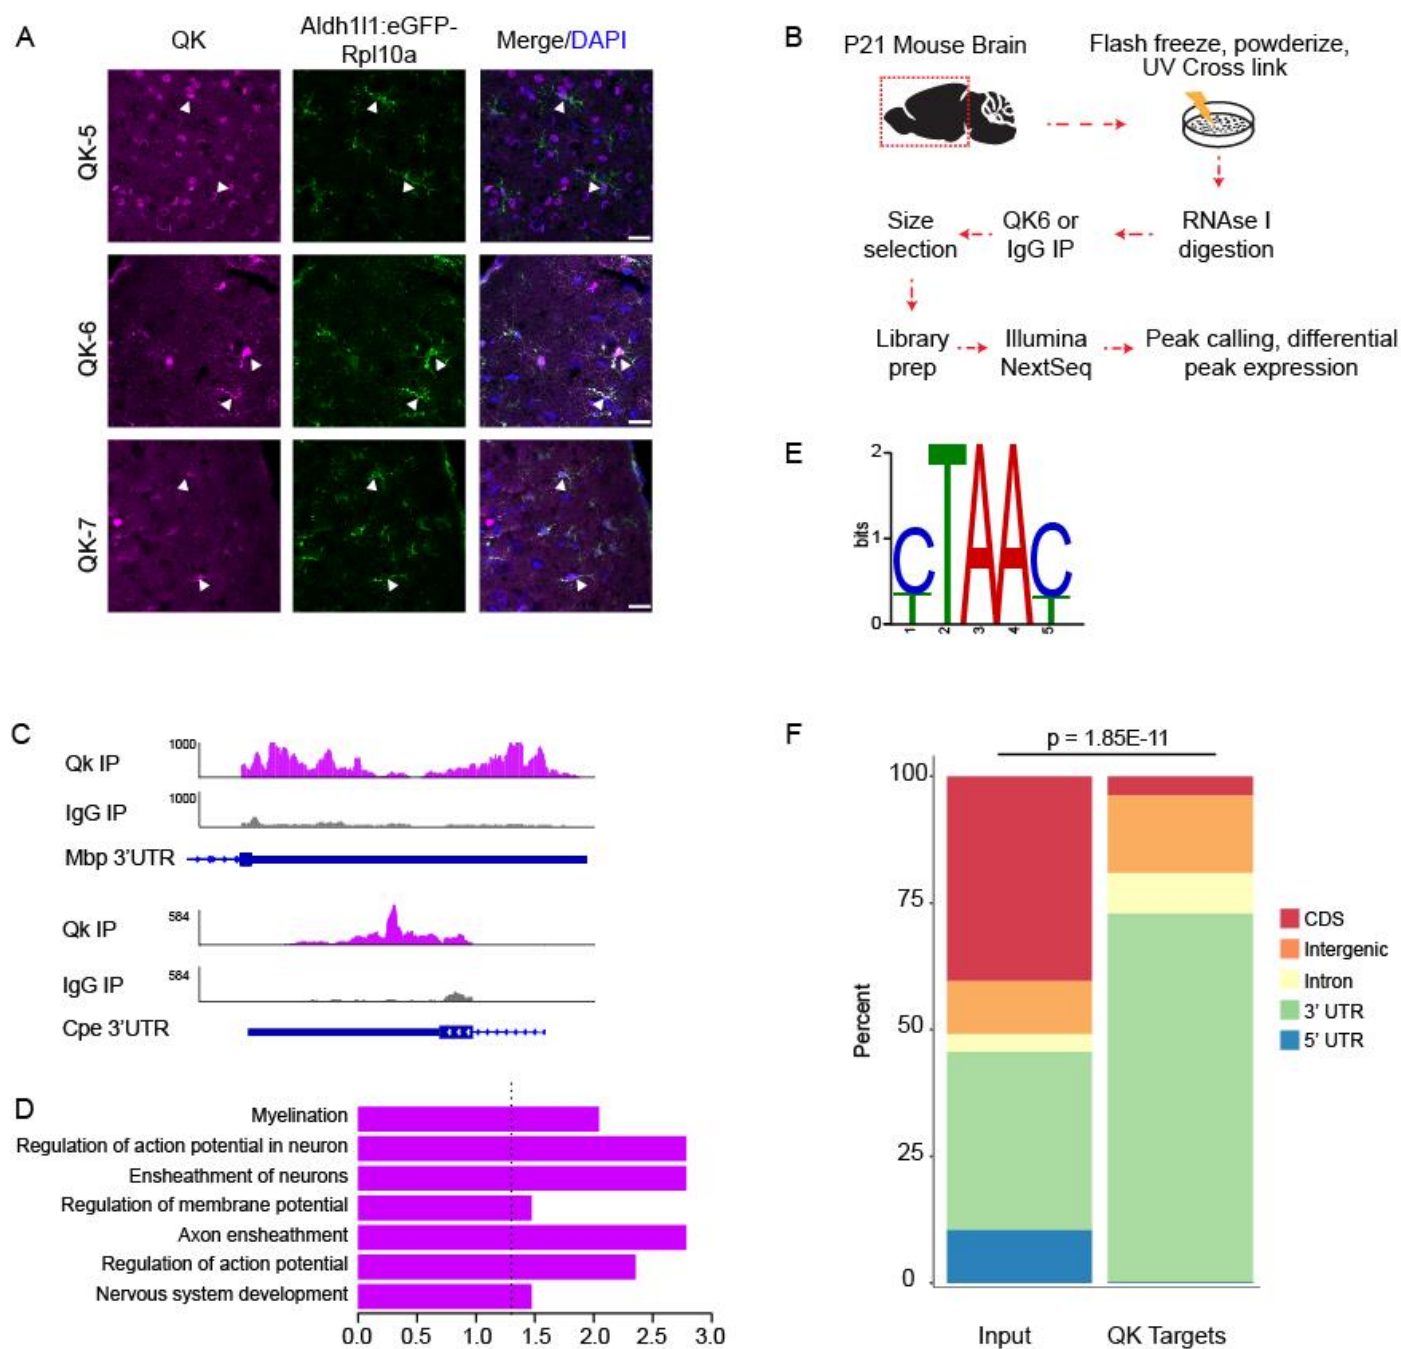 A
QK
Aldh1l1:eGFP-
Rpl10a
Merge/DAPI
QK-5
QK-6
QK-7
B
P21 Mouse Brain
Flash freeze, powderize,
UV Cross link
Size
selection
QK6 or
IgG IP
RNAse I
digestion
Library
prep
Illumina
NextSeq
Peak calling, differential
peak expression
E
2
1
0
bits
C T A A C
T T
1 2 3 4 5
C
Qk IP
1000
IgG IP
1000
Mbp 3'UTR
Qk IP
584
IgG IP
584
Cpe 3'UTR
D
Myelination
Regulation of action potential in neuron
Ensheathment of neurons
Regulation of membrane potential
Axon ensheathment
Regulation of action potential
Nervous system development
0.0 0.5 1.0 1.5 2.0 2.5 3.0
F
p = 1.85E-11
100
75
50
25
0
Percent
Input
QK Targets
CDS
Intergenic
Intron
3' UTR
5' UTR